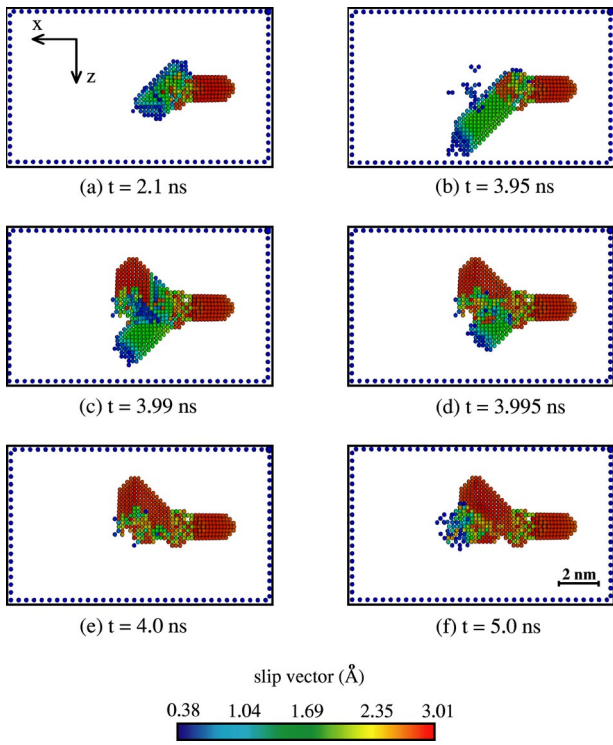 x
z
(a) t = 2.1 ns
(b) t = 3.95 ns
(c) t = 3.99 ns
(d) t = 3.995 ns
(e) t = 4.0 ns
2 nm
(f) t = 5.0 ns
slip vector (Å)
0.38 1.04 1.69 2.35 3.01